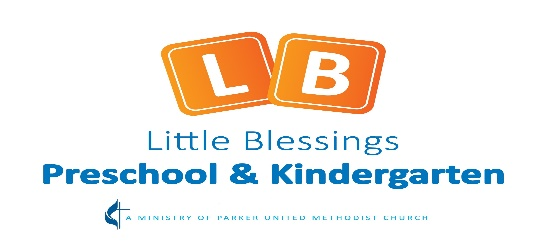 L B
Little Blessings
Preschool & Kindergarten
A MINISTRY OF PARKER UNITED METHODIST CHURCH